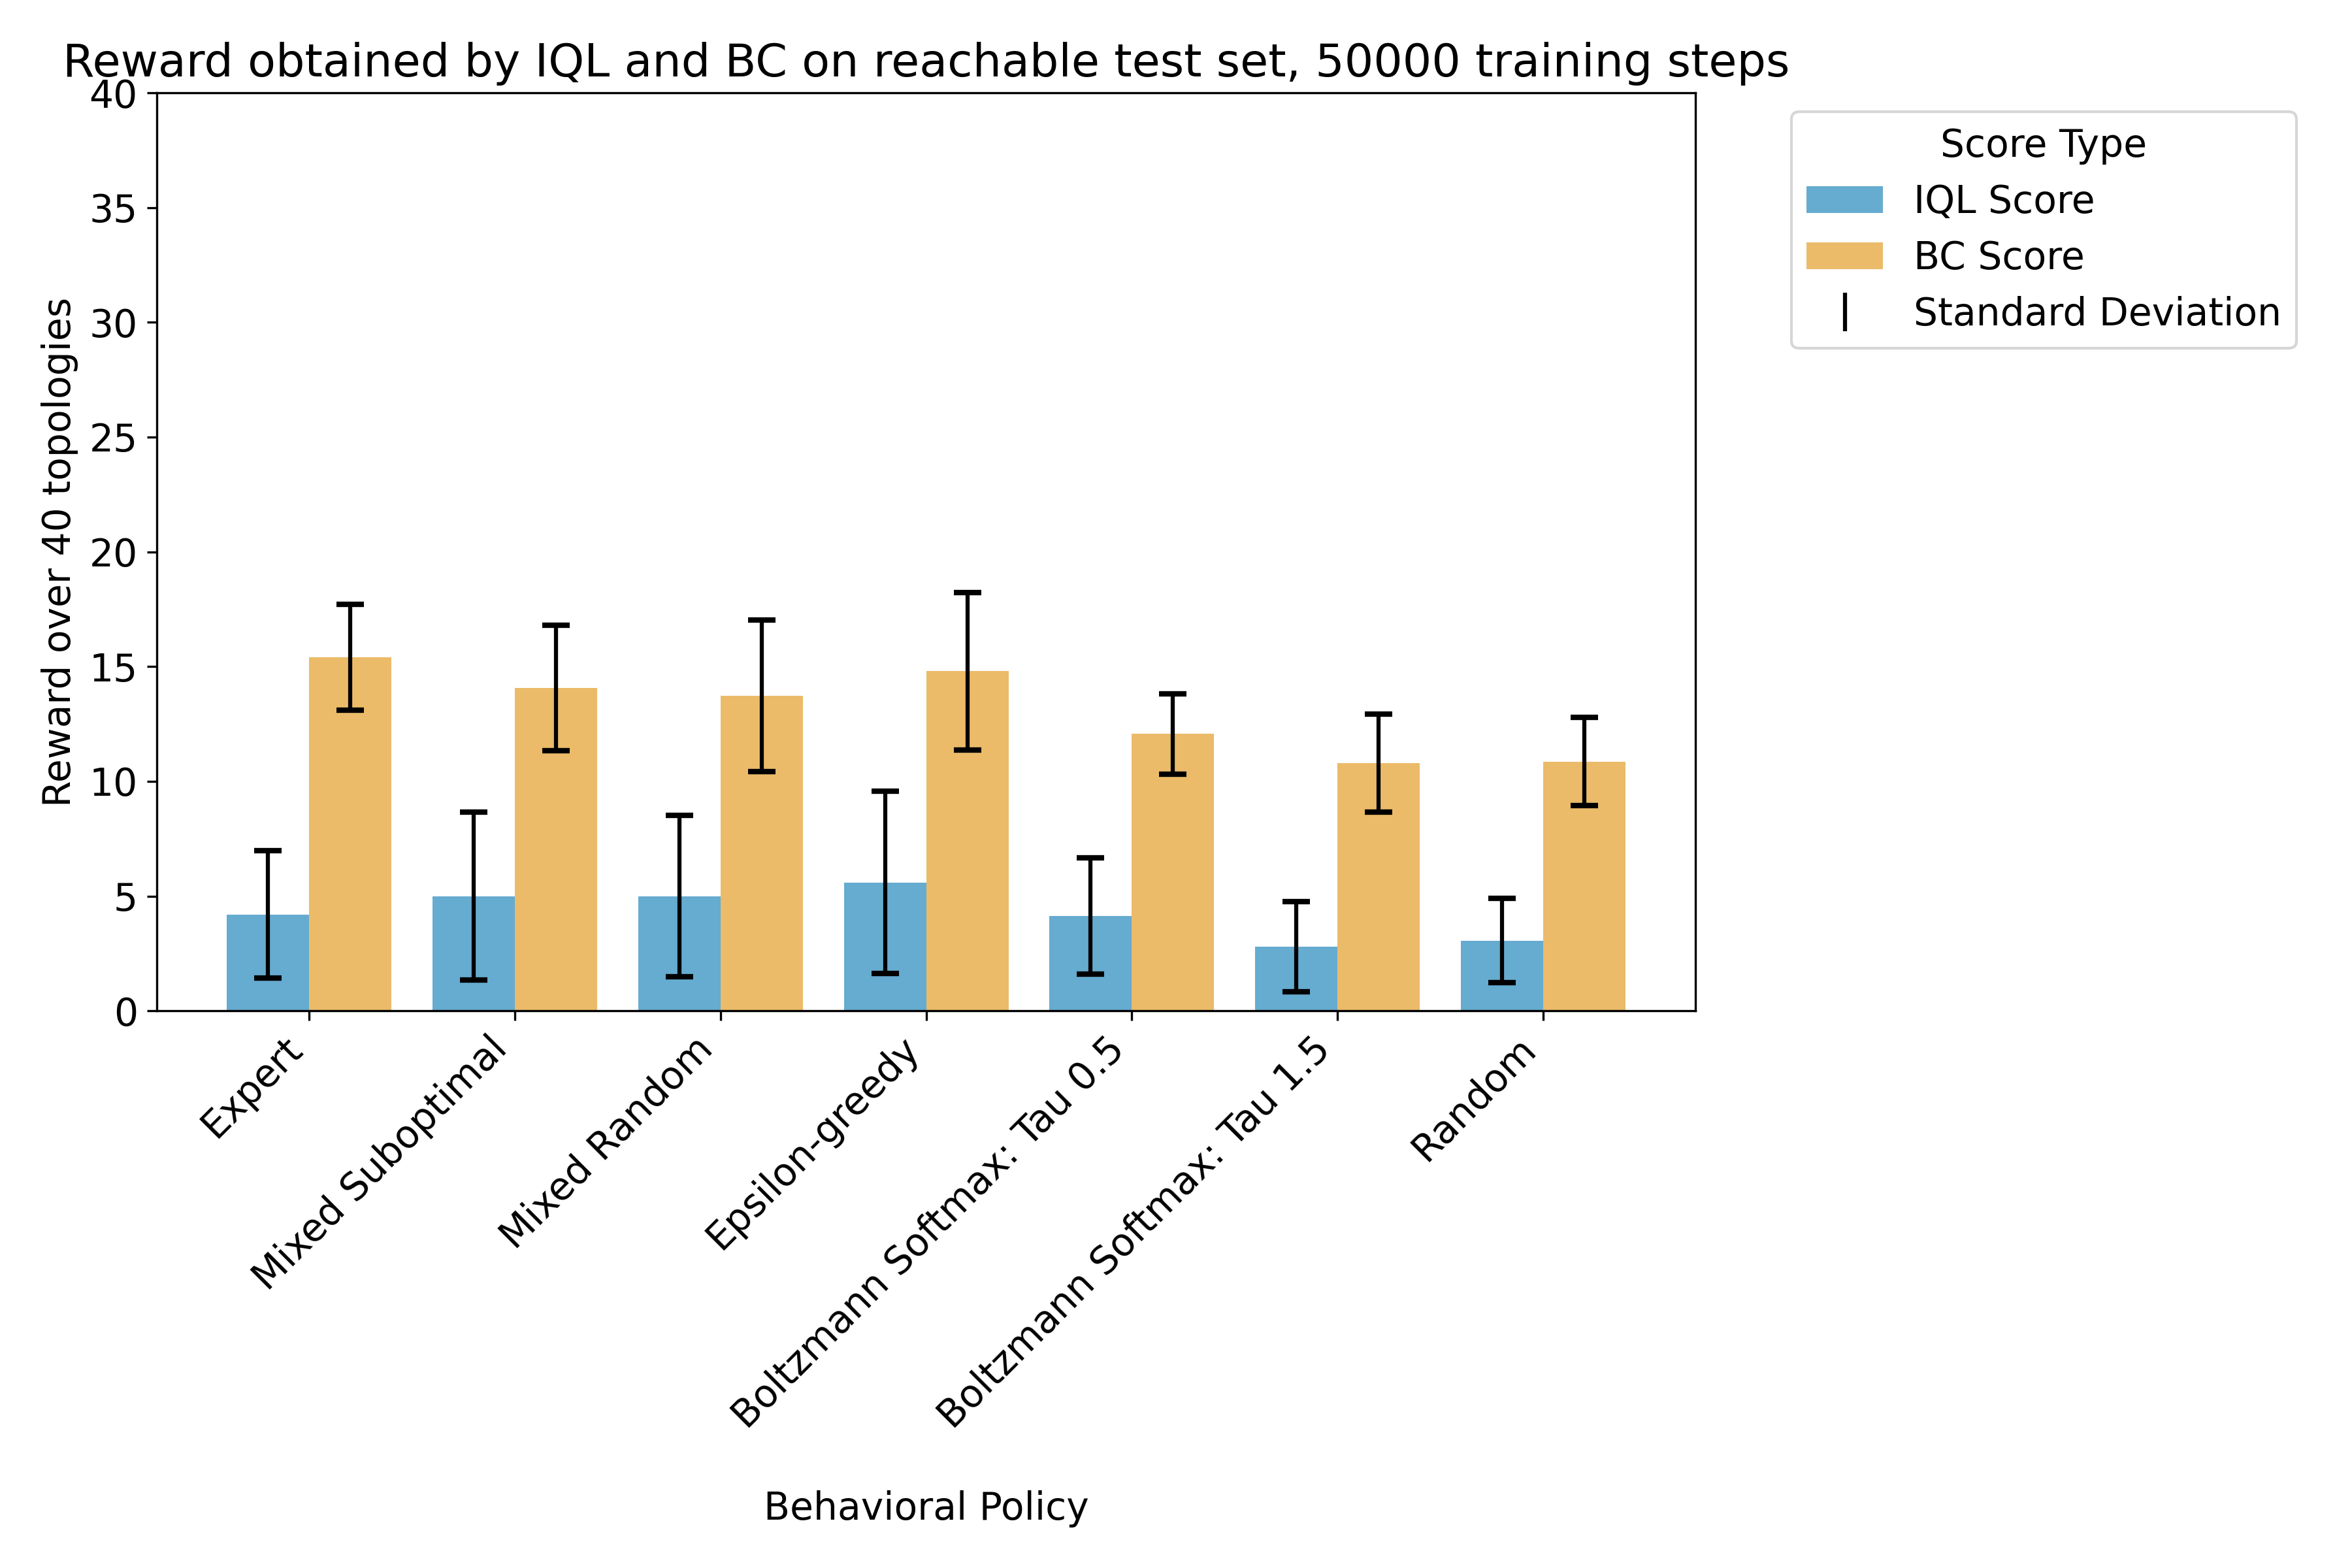 Reward obtained by IQL and BC on reachable test set, 50000 training steps
Reward over 40 topologies
40
35
30
25
20
15
10
5
0
Expert
Mixed Suboptimal
Mixed Random
Epsilon-greedy
Boltzmann Softmax: Tau 0.5
Boltzmann Softmax: Tau 1.5
Random
Behavioral Policy
Score Type
IQL Score
BC Score
Standard Deviation